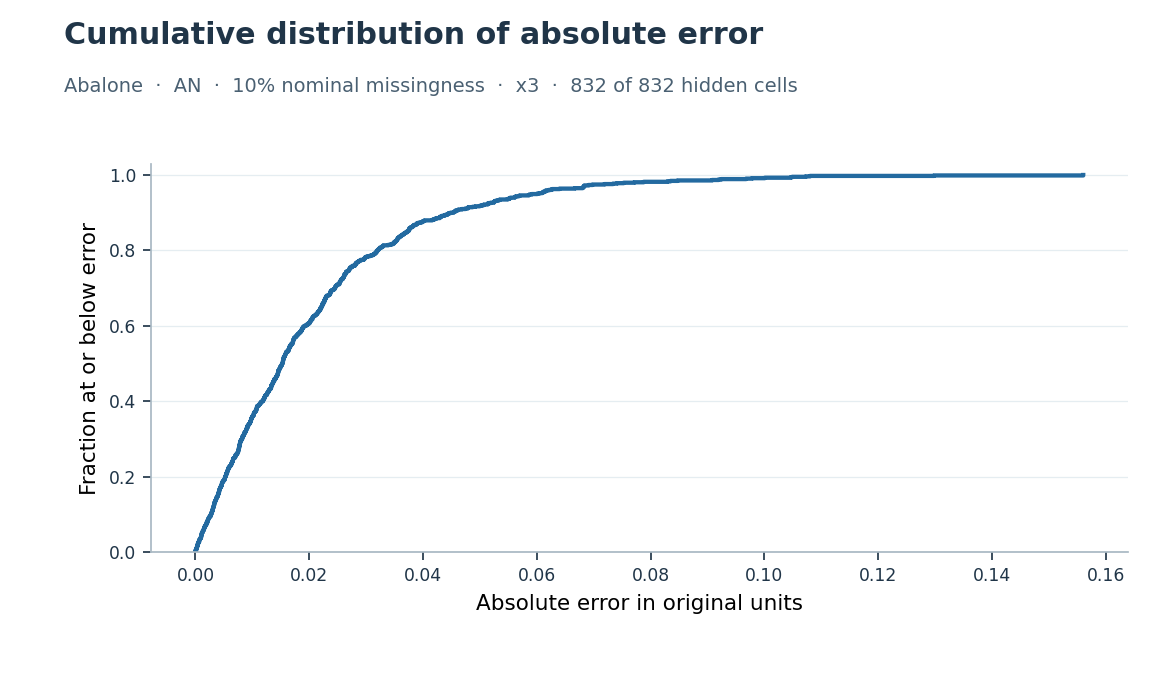 Cumulative distribution of absolute error
Abalone · AN · 10% nominal missingness · x3 · 832 of 832 hidden cells
1.0
0.8
0.6
0.4
0.2
0.0
Fraction at or below error
0.00 0.02 0.04 0.06 0.08 0.10 0.12 0.14 0.16
Absolute error in original units